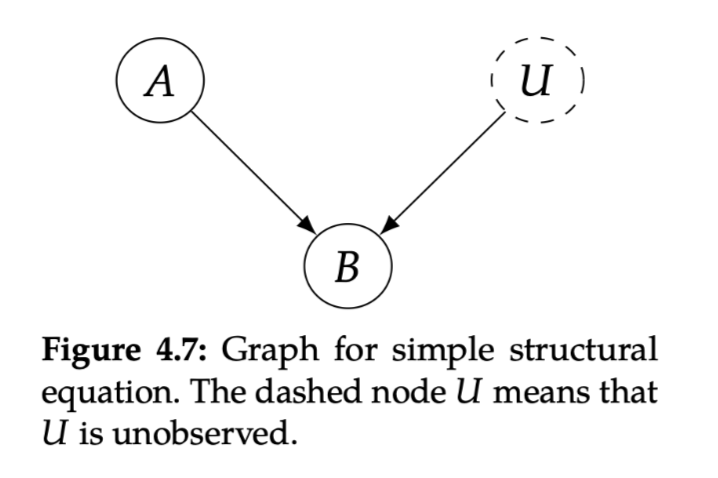 A
U
B
Figure 4.7: Graph for simple structural
equation. The dashed node U means that
U is unobserved.